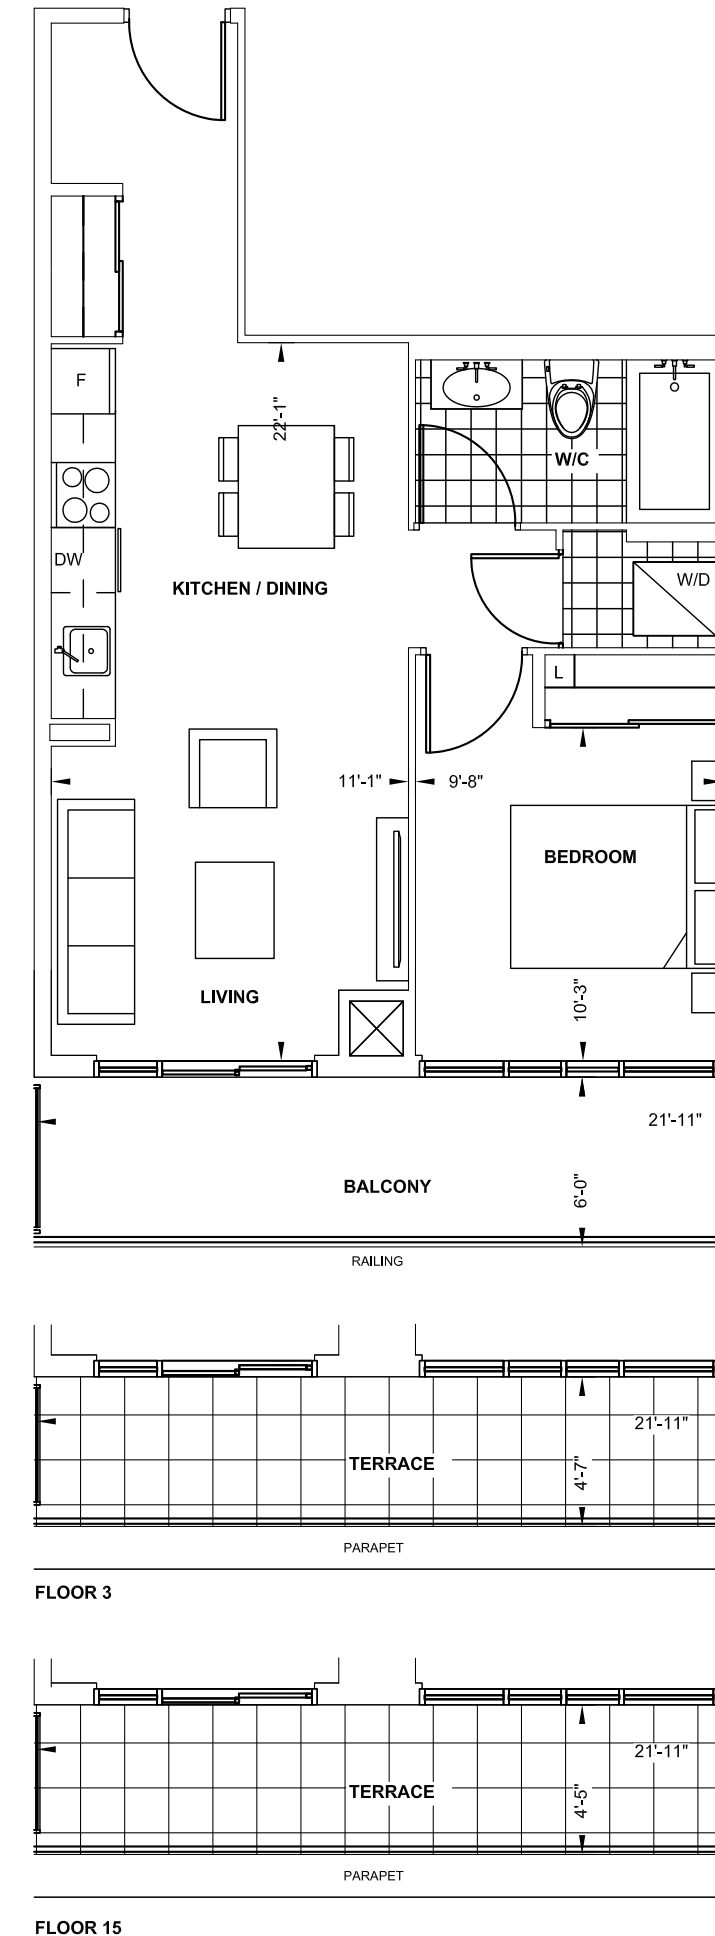 F
22'-1"
W/C
DW
W/D
KITCHEN / DINING
L
11'-1"
9'-8"
BEDROOM
LIVING
10'-3"
21'-11"
BALCONY
6'-0"
RAILING
21'-11"
TERRACE
4'-7"
PARAPET
FLOOR 3
21'-11"
TERRACE
4'-5"
PARAPET
FLOOR 15